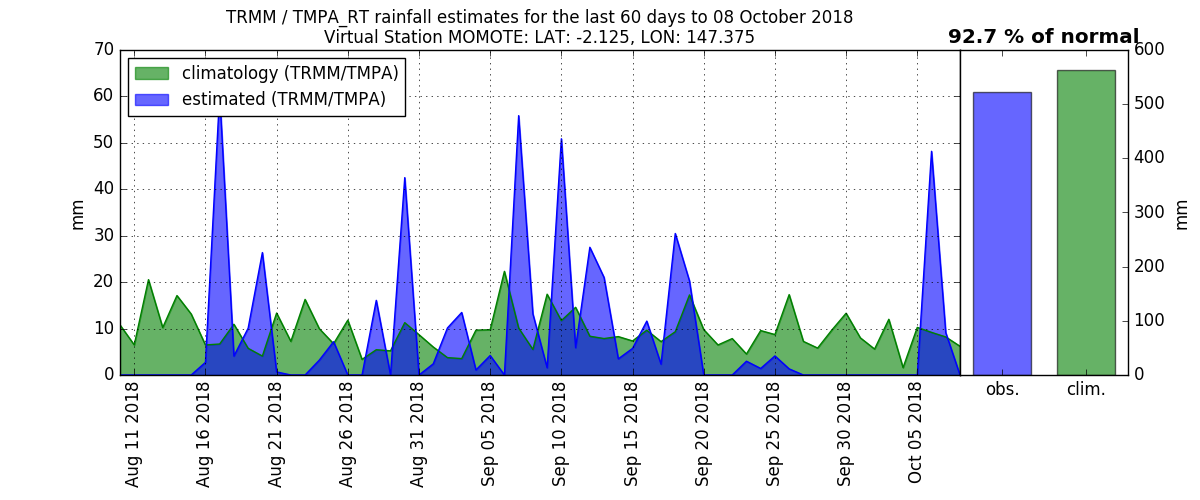 TRMM / TMPA_RT rainfall estimates for the last 60 days to 08 October 2018
Virtual Station MOMOTE: LAT: -2.125, LON: 147.375
92.7 % of normal
climatology (TRMM/TMPA)
estimated (TRMM/TMPA)
mm
70
60
50
40
30
20
10
0
600
500
400
300
200
100
0
mm
Aug 11 2018
Aug 16 2018
Aug 21 2018
Aug 26 2018
Aug 31 2018
Sep 05 2018
Sep 10 2018
Sep 15 2018
Sep 20 2018
Sep 25 2018
Sep 30 2018
Oct 05 2018
obs.
clim.